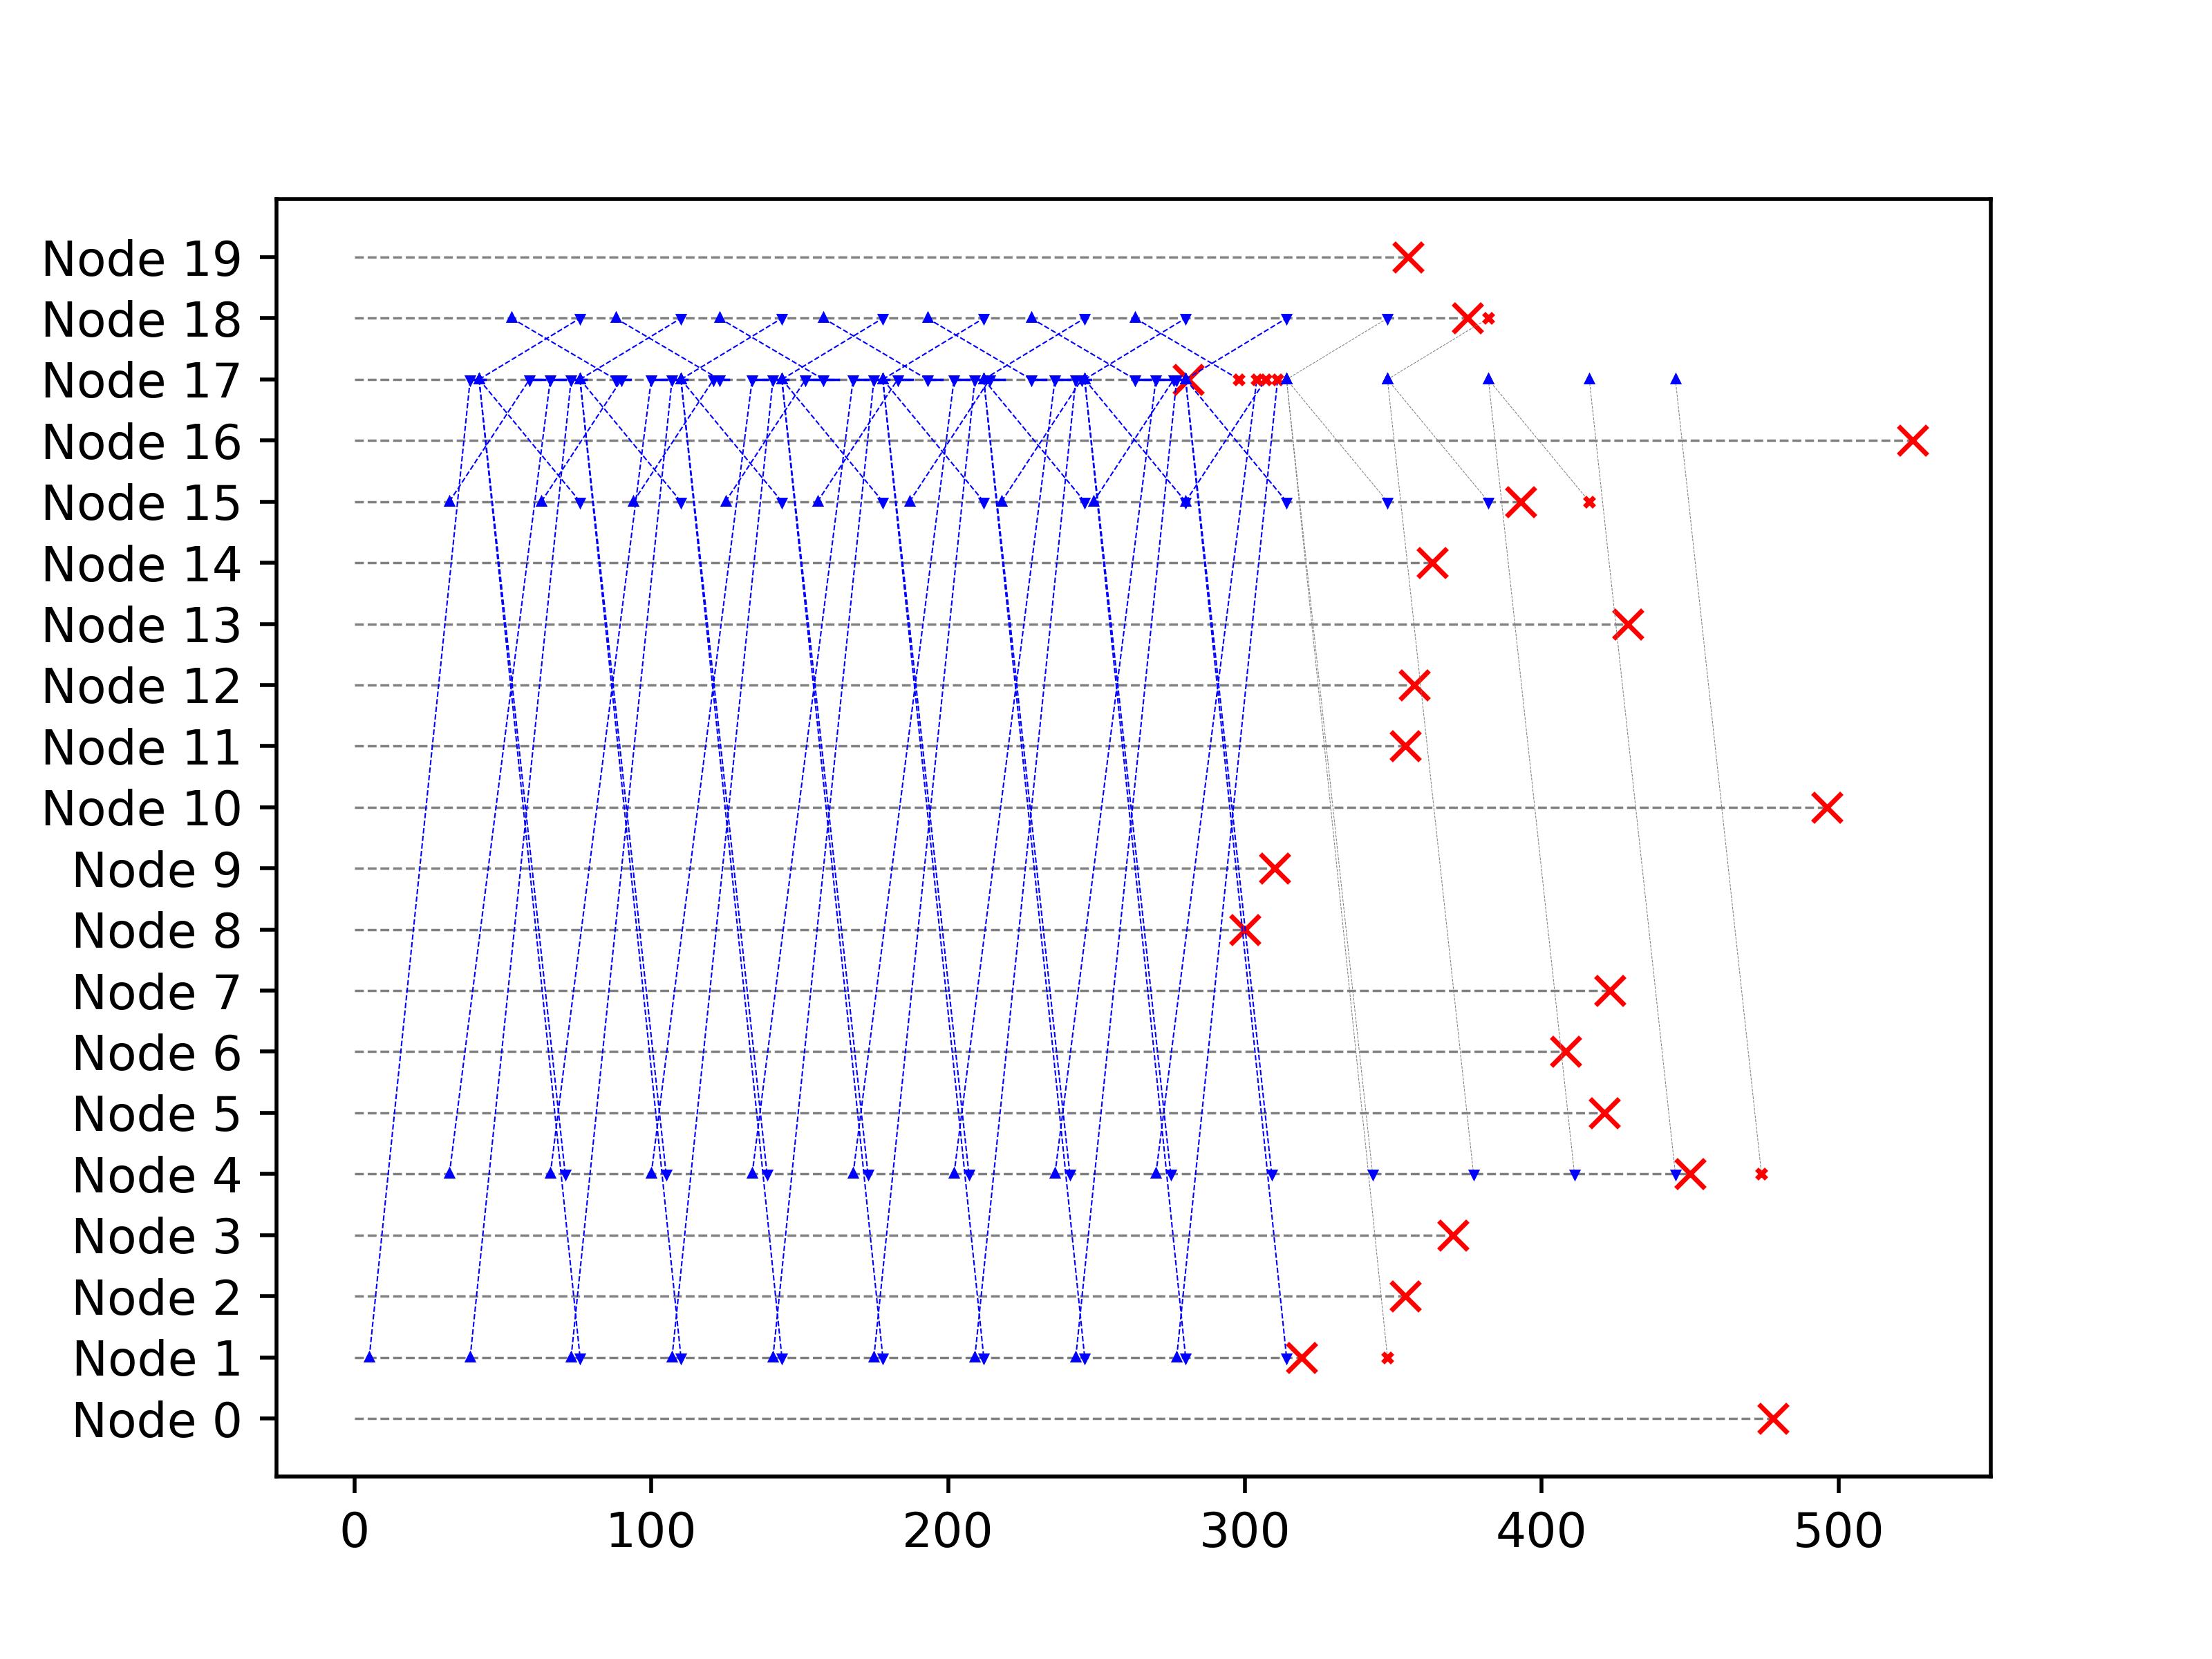 Node 19
Node 18
Node 17
Node 16
Node 15
Node 14
Node 13
Node 12
Node 11
Node 10
Node 9
Node 8
Node 7
Node 6
Node 5
Node 4
Node 3
Node 2
Node 1
Node 0
0 100 200 300 400 500